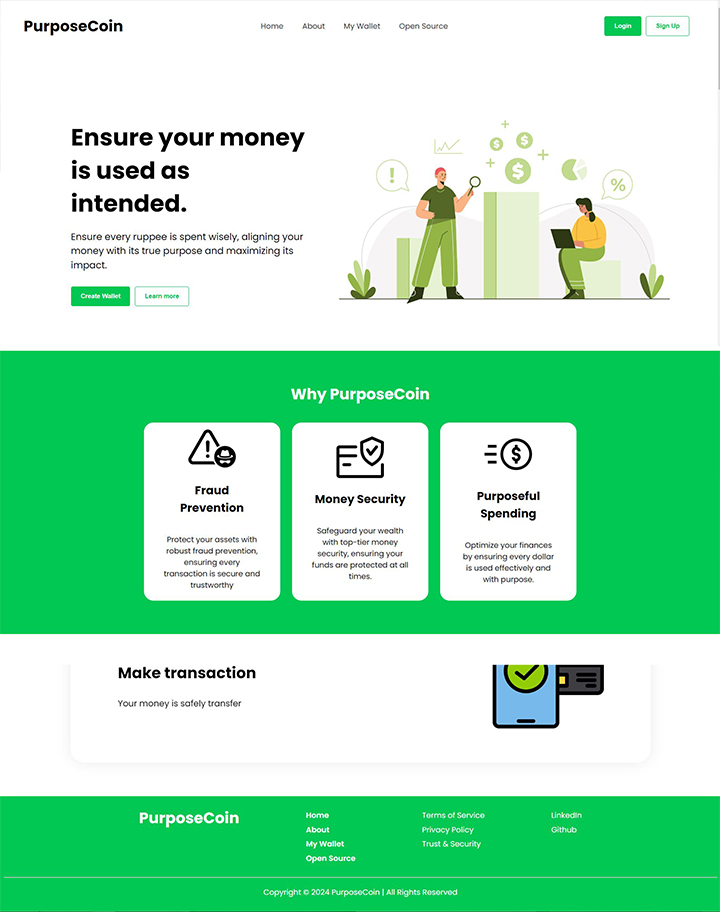 PurposeCoin
Home About My Wallet Open Source
Login Sign Up
Ensure your money
is used as
intended.
Ensure every ruppee is spent wisely, aligning your
money with its true purpose and maximizing its
impact.
Create Wallet Learn more
!
$
$
$
%
Why PurposeCoin
Fraud
Prevention
Protect your assets with
robust fraud prevention,
ensuring every
transaction is secure and
trustworthy
Money Security
Safeguard your wealth
with top-tier money
security, ensuring your
funds are protected at all
times.
$
Purposeful
Spending
Optimize your finances
by ensuring every dollar
is used effectively and
with purpose.
Make transaction
Your money is safely transfer
PurposeCoin
Home
About
My Wallet
Open Source
Terms of Service
Privacy Policy
Trust & Security
LinkedIn
Github
Copyright © 2024 PurposeCoin | All Rights Reserved